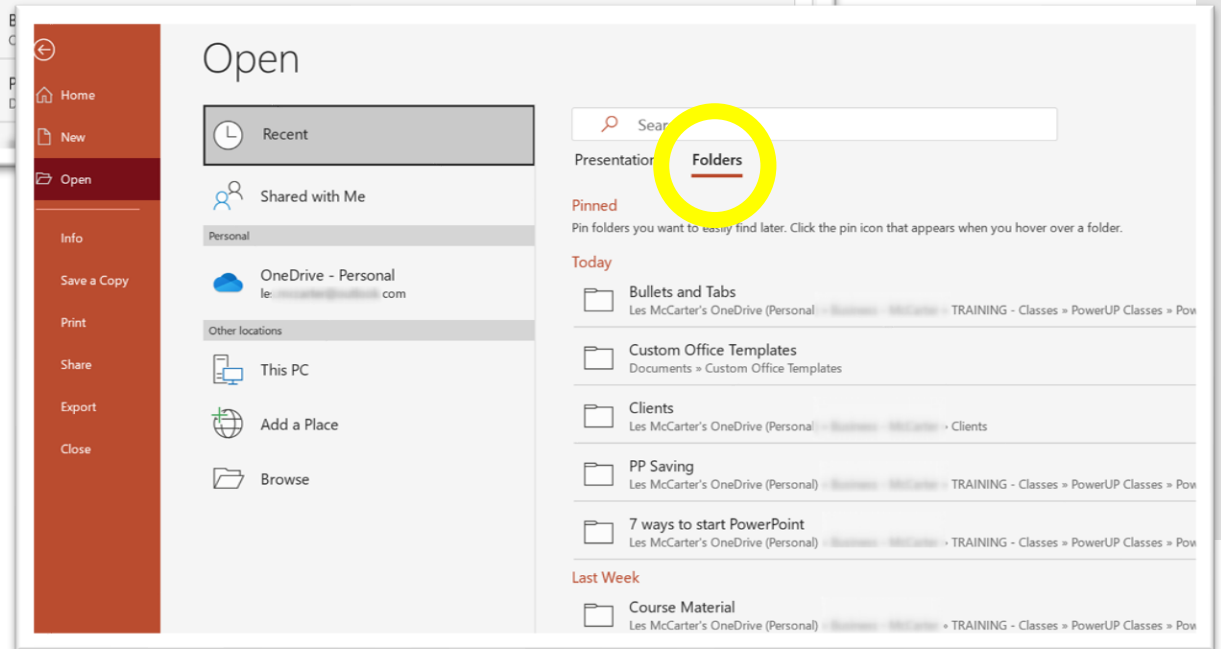 Open
Home
New
Open
Info
Save a Copy
Print
Share
Export
Close
Recent
Shared with Me
Personal
OneDrive - Personal
le com
Other locations
This PC
Add a Place
Browse
Sear
Presentation Folders
Pinned
Pin folders you want to easily find later. Click the pin icon that appears when you hover over a folder.
Today
Bullets and Tabs
Les McCarter's OneDrive (Personal » TRAINING - Classes » PowerUP Classes » Pow
Custom Office Templates
Documents » Custom Office Templates
Clients
Les McCarter's OneDrive (Personal › Clients
PP Saving
Les McCarter's OneDrive (Personal) › TRAINING - Classes » PowerUP Classes » Pow
7 ways to start PowerPoint
Les McCarter's OneDrive (Personal) › TRAINING - Classes » PowerUP Classes » Pow
Last Week
Course Material
Les McCarter's OneDrive (Personal) » TRAINING - Classes » PowerUP Classes » Pow